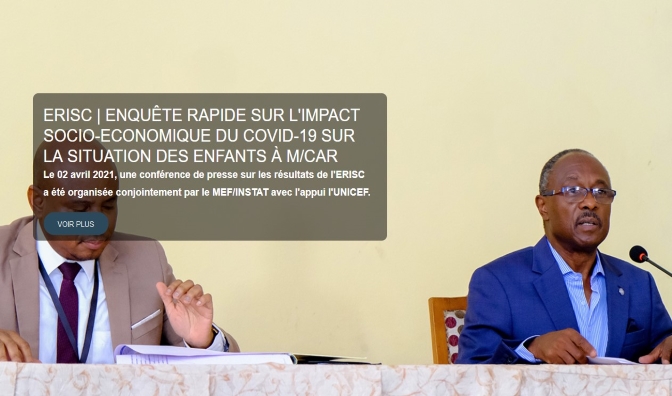 ERISC | ENQUÊTE RAPIDE SUR L'IMPACT
SOCIO-ECONOMIQUE DU COVID-19 SUR
LA SITUATION DES ENFANTS À M/CAR
Le 02 avril 2021, une conférence de presse sur les résultats de l'ERISC
a été organisée conjointement par le MEF/INSTAT avec l'appui l'UNICEF.
VOIR PLUS